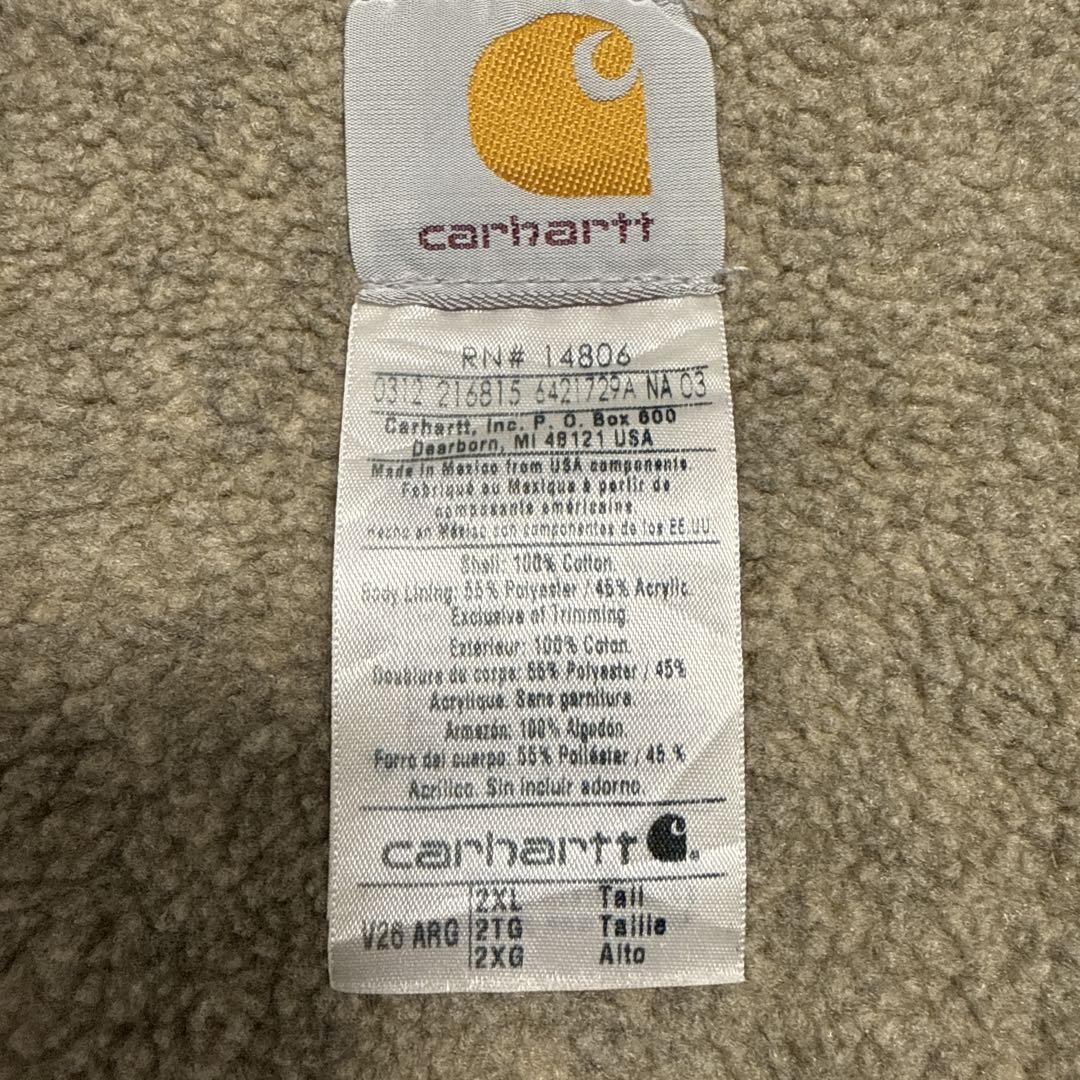 carhartt
RN# 14806
0312 216815 6421729A NA 03
Carhartt, Inc. P. O. Box 600
Dearborn, MI 48121 USA
Made in Mexico from USA components.
Fabriqué au Mexique à partir de
composants américains
Hecho en México con componentes de los EE.UU.
Shell: 100% Cotton.
Body Lining: 55% Polyester / 45% Acrylic.
Exclusive of Trimming.
Extérieur: 100% Coton.
Doublure du corps: 55% Polyester / 45%
Acrylique. Sans garniture.
Armazón: 100% Algodón.
Forro del cuerpo: 55% Poliéster / 45 %
Acrílico. Sin incluir adorno.
carhartt
V26 ARG 2XL Tall
2TG Taille
2XG Alto